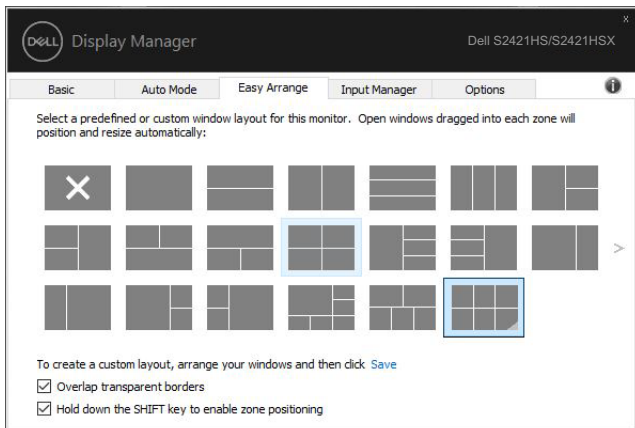 x
DELL Display Manager Dell S2421HS/S2421HSX
Basic Auto Mode Easy Arrange Input Manager Options
Select a predefined or custom window layout for this monitor. Open windows dragged into each zone will
position and resize automatically:
To create a custom layout, arrange your windows and then click Save
Overlap transparent borders
Hold down the SHIFT key to enable zone positioning